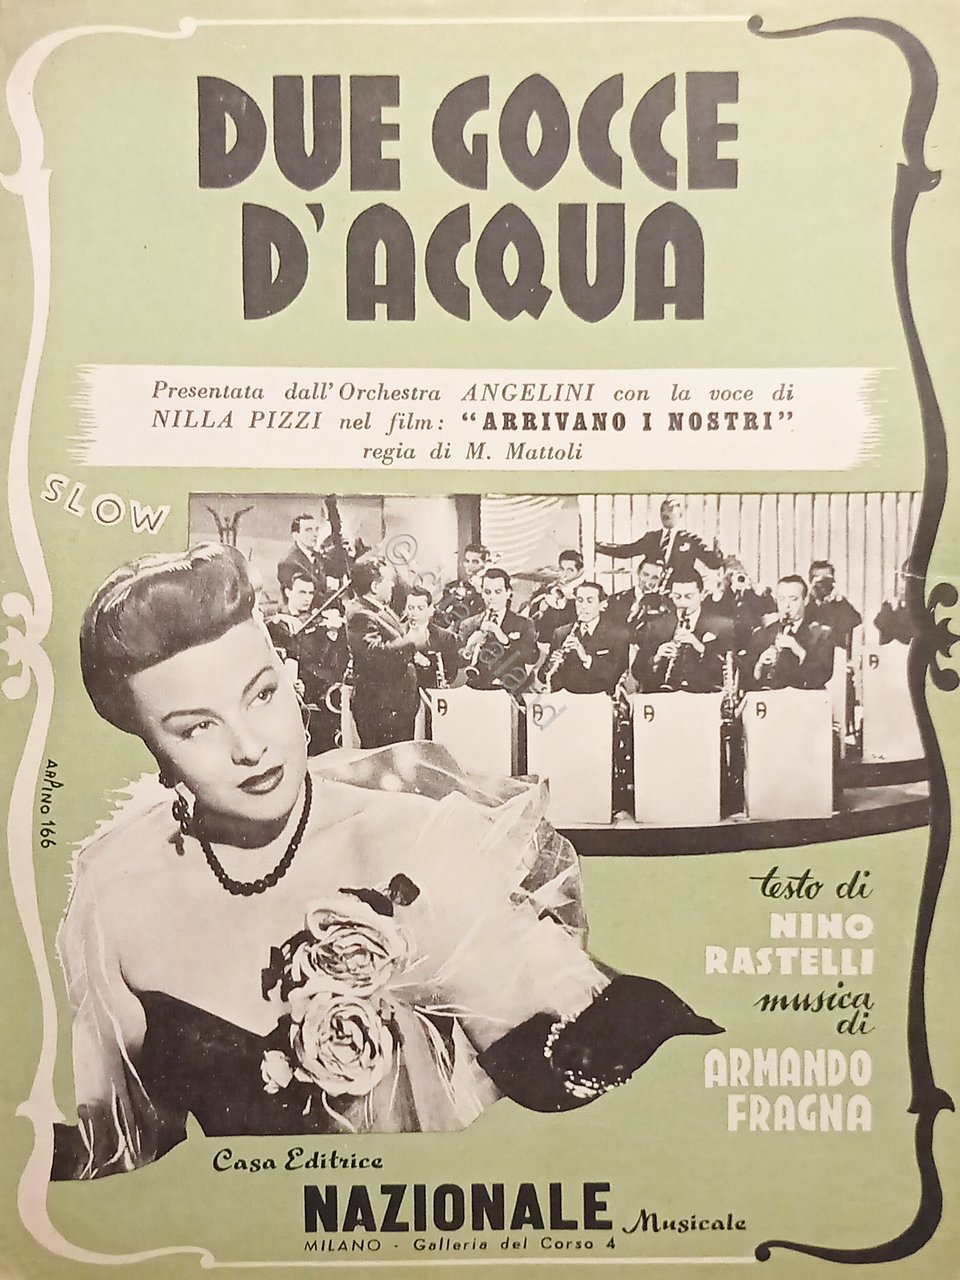 DUE GOCCE
D'ACQUA
Presentata dall'Orchestra ANGELINI con la voce di
NILLA PIZZI nel film: "ARRIVANO I NOSTRI"
regia di M. Mattoli
SLOW
A
A
A
A
A
ARPINO 166
testo di
NINO
RASTELLI
musica
di
ARMANDO
FRAGNA
Casa Editrice
NAZIONALE Musicale
MILANO - Galleria del Corso 4